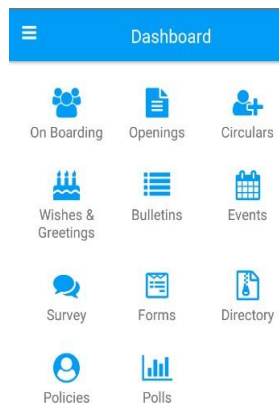 Dashboard
On Boarding
Openings
Circulars
Wishes &
Greetings
Bulletins
Events
Survey
Forms
Directory
Policies
Polls